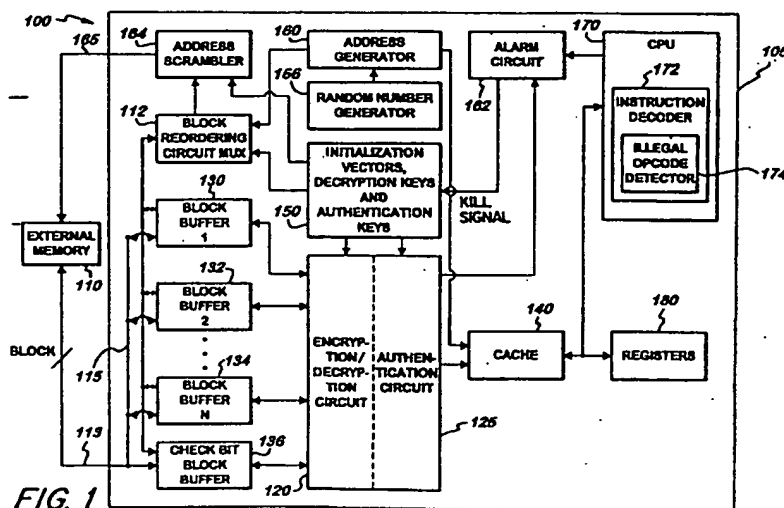 100
165
164
ADDRESS
SCRAMBLER
160
ADDRESS
GENERATOR
166
RANDOM NUMBER
GENERATOR
ALARM
CIRCUIT
162
170
CPU
105
172
INSTRUCTION
DECODER
ILLEGAL
OPCODE
DETECTOR
174
112
BLOCK
REORDERING
CIRCUIT MUX
INITIALIZATION
VECTORS,
DECRYPTION KEYS
AND
AUTHENTICATION
KEYS
150
KILL
SIGNAL
130
BLOCK
BUFFER
1
EXTERNAL
MEMORY
110
132
BLOCK
BUFFER
2
BLOCK
115
134
BLOCK
BUFFER
N
136
CHECK BIT
BLOCK
BUFFER
113
ENCRYP-
TION/
DECRYPTION
CIRCUIT
120
AUTHEN-
TICATION
CIRCUIT
125
140
CACHE
180
REGISTERS
FIG. 1